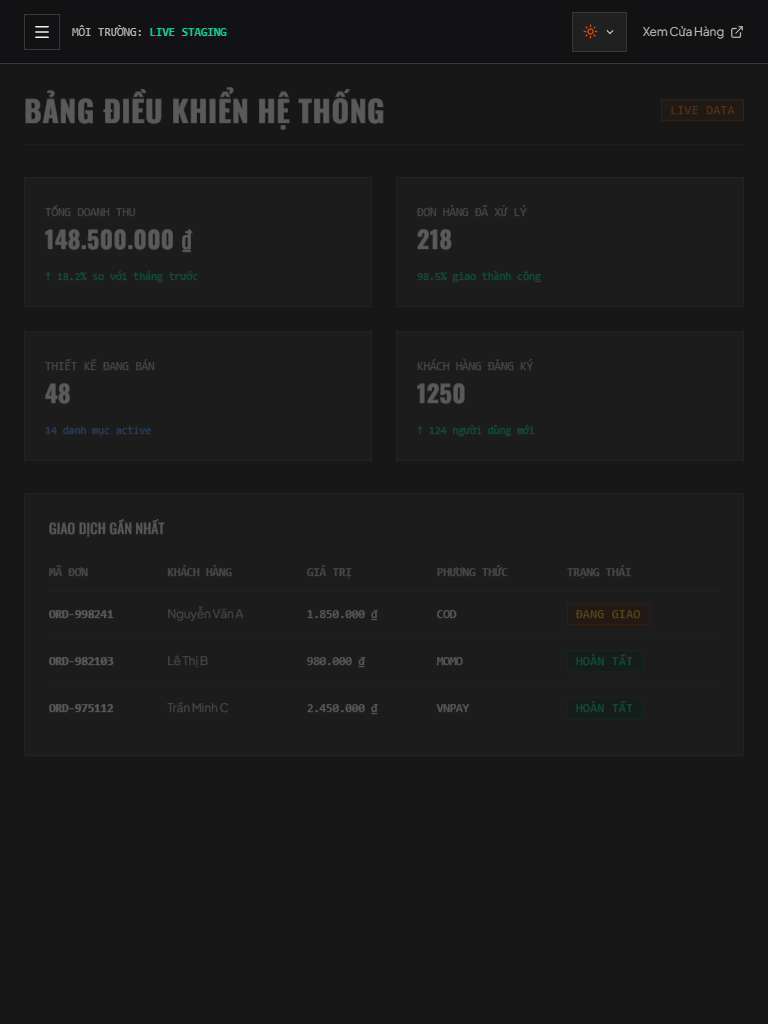 MÔI TRƯỜNG: LIVE STAGING
Xem Cửa Hàng
BẢNG ĐIỀU KHIỂN HỆ THỐNG
LIVE DATA
TỔNG DOANH THU
148.500.000 ₫
↑ 18.2% so với tháng trước
ĐƠN HÀNG ĐÃ XỬ LÝ
218
98.5% giao thành công
THIẾT KẾ ĐANG BÁN
48
14 danh mục active
KHÁCH HÀNG ĐĂNG KÝ
1250
↑ 124 người dùng mới
GIAO DỊCH GẦN NHẤT
MÃ ĐƠN KHÁCH HÀNG GIÁ TRỊ PHƯƠNG THỨC TRẠNG THÁI
ORD-998241 Nguyễn Văn A 1.850.000 ₫ COD ĐANG GIAO
ORD-982103 Lê Thị B 980.000 ₫ MOMO HOÀN TẤT
ORD-975112 Trần Minh C 2.450.000 ₫ VNPAY HOÀN TẤT